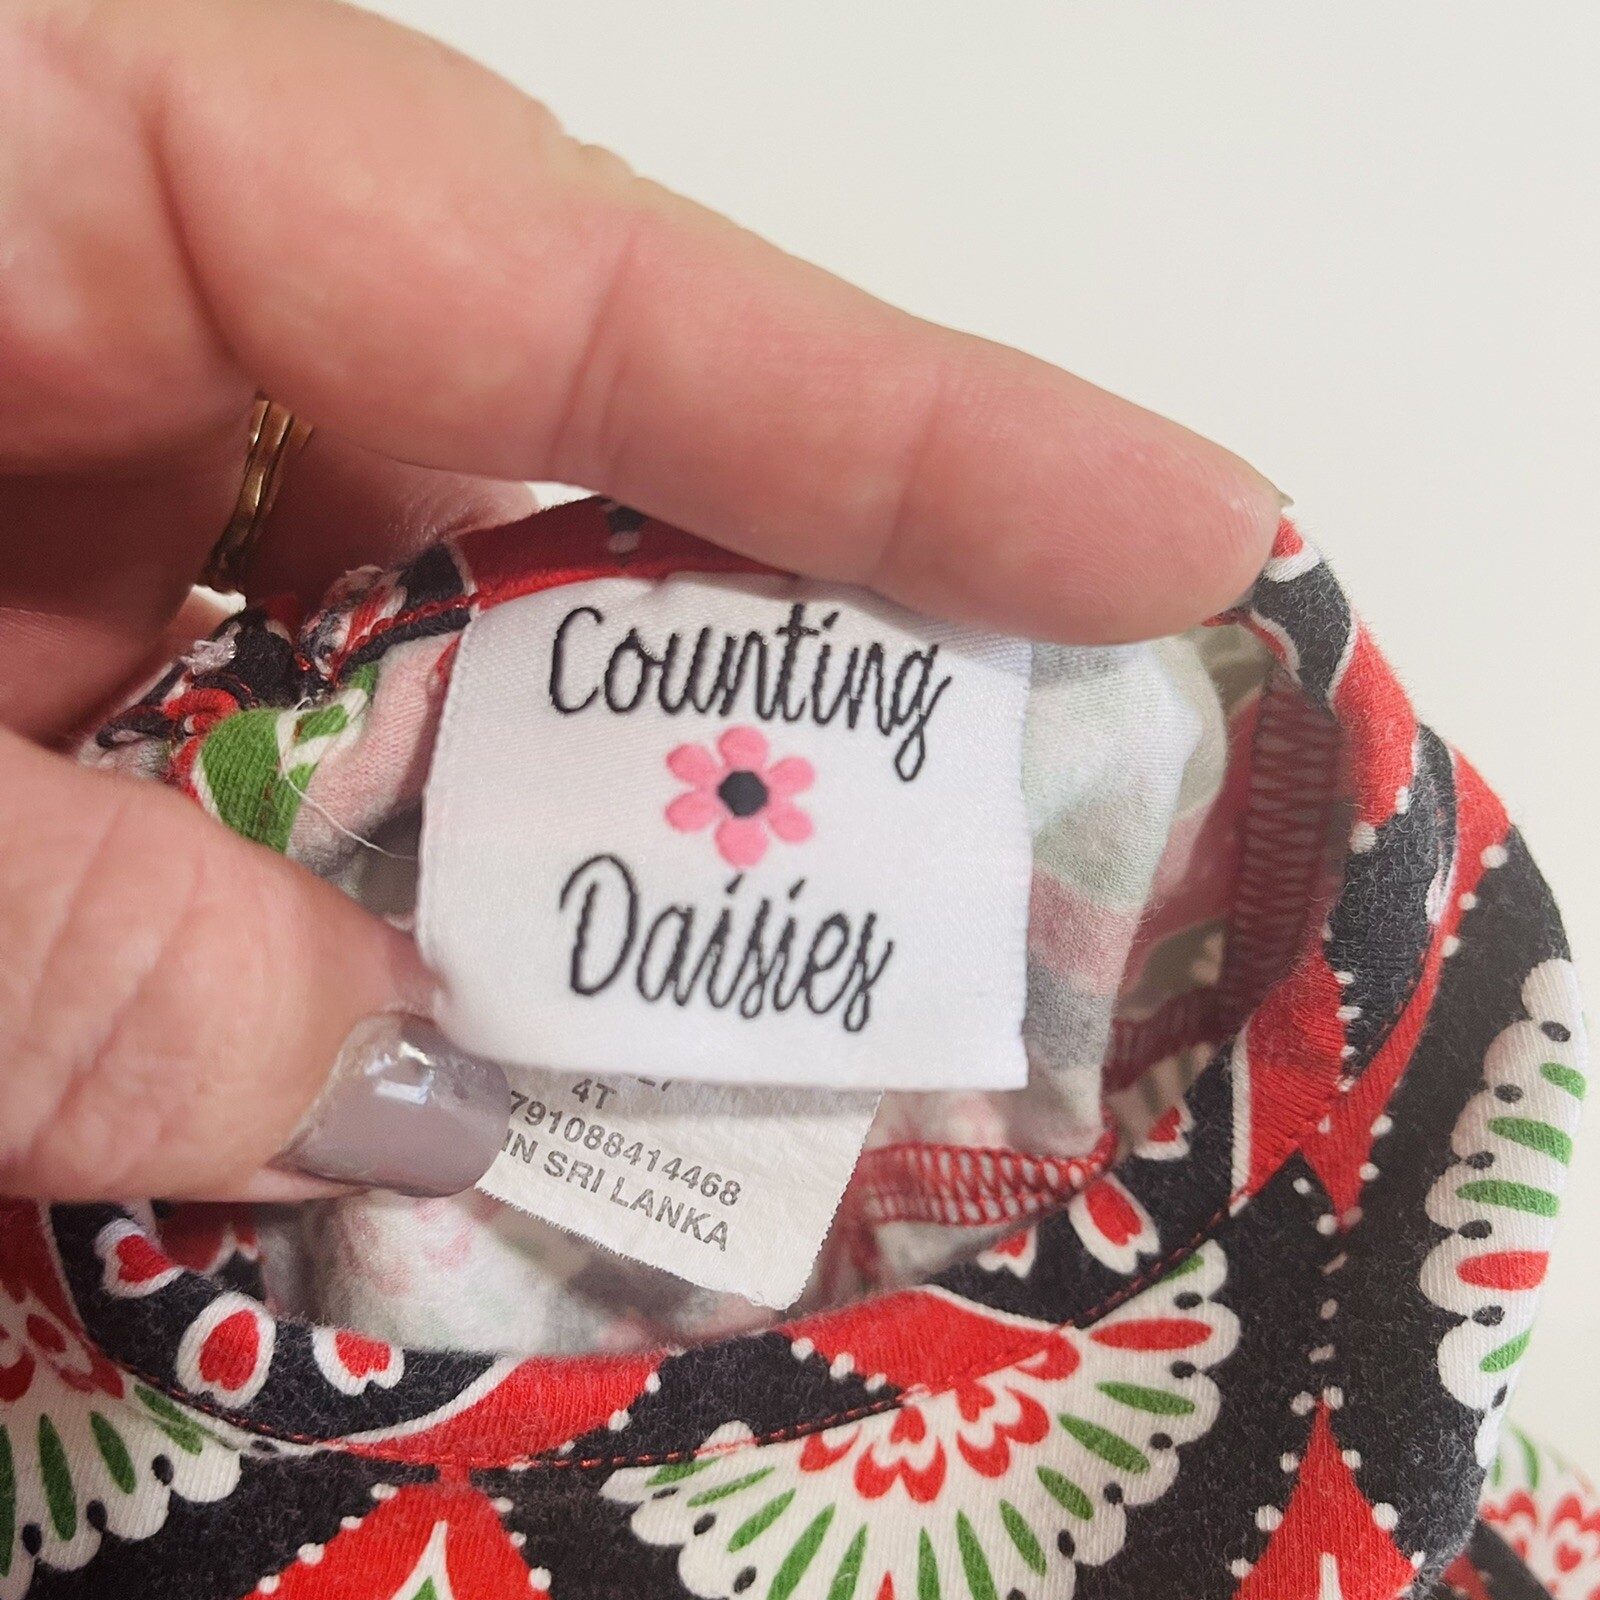 Counting
Daisies
4T
791088414468
IN SRI LANKA